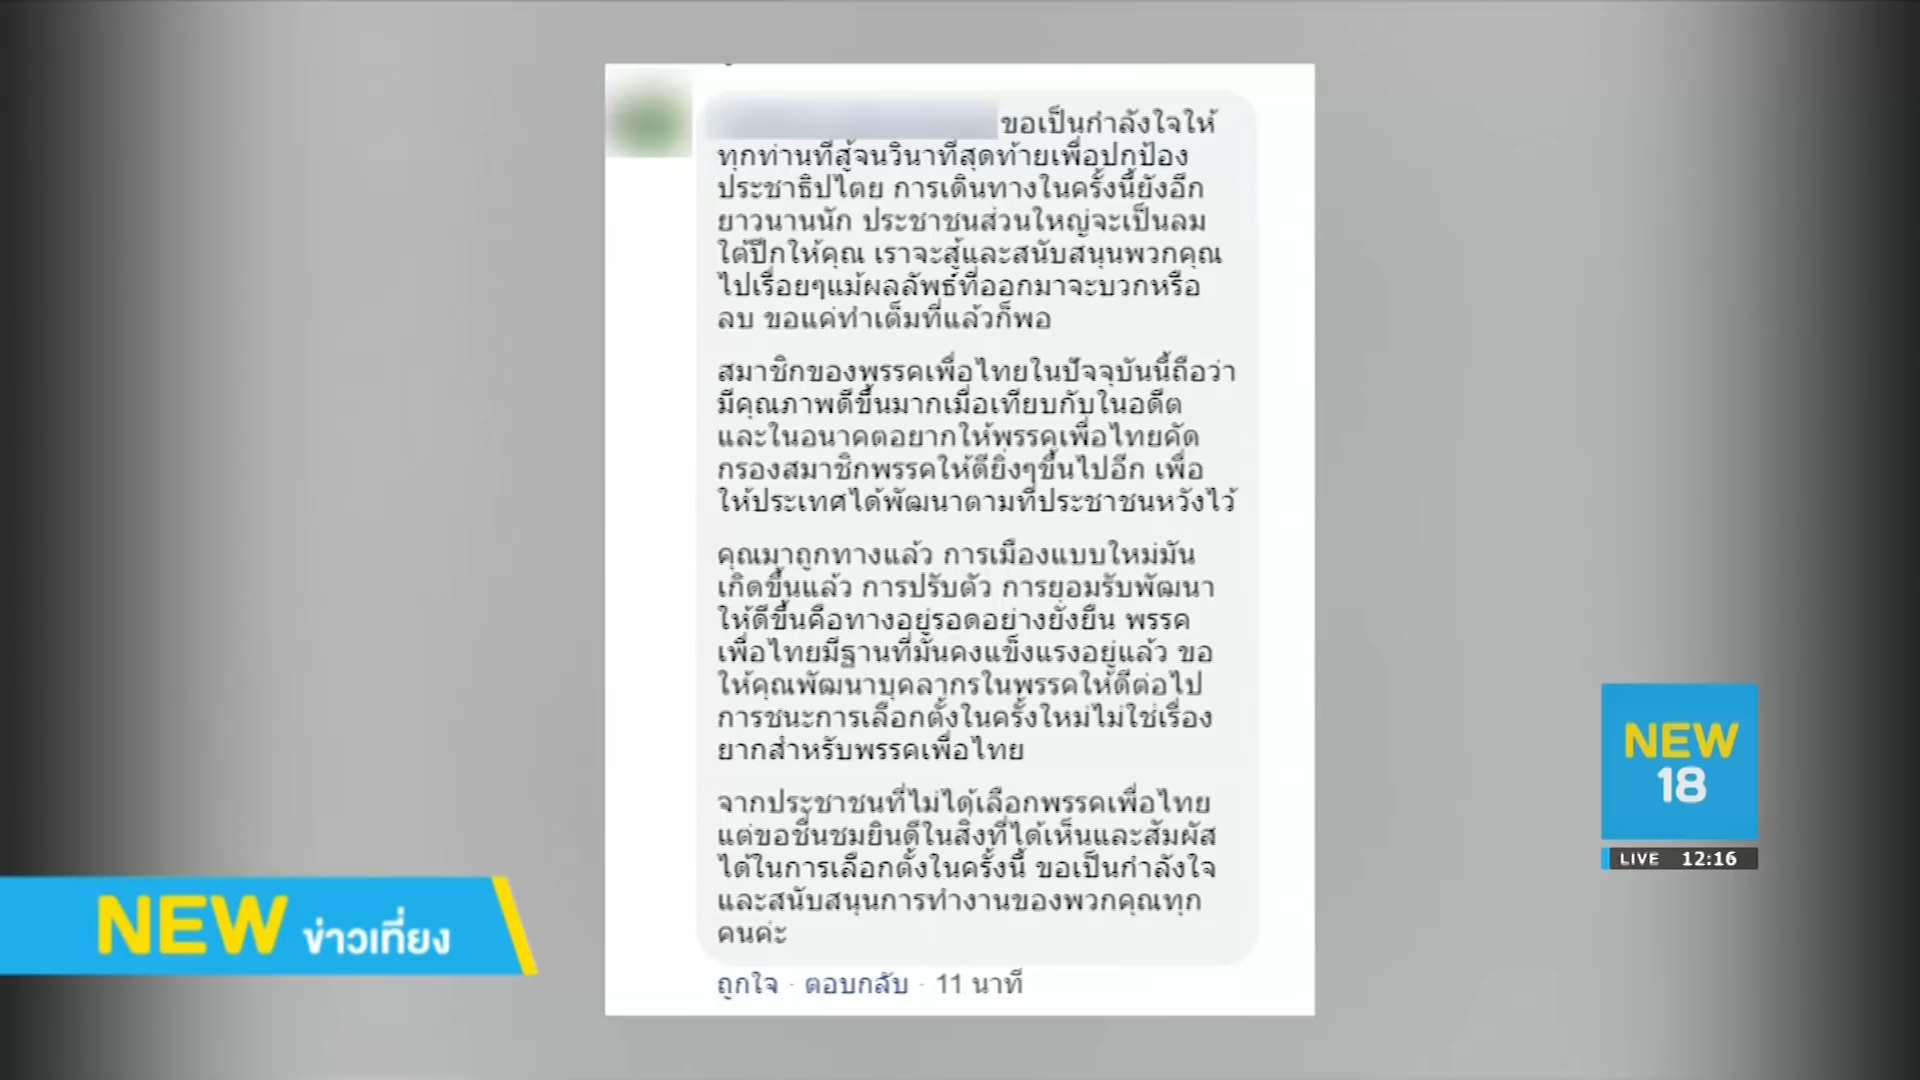 ขอเป็นกำลังใจให้
ทุกท่านที่สู้จนวินาทีสุดท้ายเพื่อปกป้อง
ประชาธิปไตย การเดินทางในครั้งนี้ยังอีก
ยาวนานนัก ประชาชนส่วนใหญ่จะเป็นลม
ใต้ปีกให้คุณ เราจะสู้และสนับสนุนพวกคุณ
ไปเรื่อยๆแม้ผลลัพธ์ที่ออกมาจะบวกหรือ
ลบ ขอแค่ทำเต็มที่แล้วก็พอ
สมาชิกของพรรคเพื่อไทยในปัจจุบันนี้ถือว่า
มีคุณภาพดีขึ้นมากเมื่อเทียบกับในอดีต
และในอนาคตอยากให้พรรคเพื่อไทยคัด
กรองสมาชิกพรรคให้ดียิ่งๆขึ้นไปอีก เพื่อ
ให้ประเทศได้พัฒนาตามที่ประชาชนหวังไว้
คุณมาถูกทางแล้ว การเมืองแบบใหม่มัน
เกิดขึ้นแล้ว การปรับตัว การยอมรับพัฒนา
ให้ดีขึ้นคือทางอยู่รอดอย่างยั่งยืน พรรค
เพื่อไทยมีฐานที่มั่นคงแข็งแรงอยู่แล้ว ขอ
ให้คุณพัฒนาบุคลากรในพรรคให้ดีต่อไป
การชนะการเลือกตั้งในครั้งใหม่ไม่ใช่เรื่อง
ยากสำหรับพรรคเพื่อไทย
จากประชาชนที่ไม่ได้เลือกพรรคเพื่อไทย
แต่ขอชื่นชมยินดีในสิ่งที่ได้เห็นและสัมผัส
ได้ในการเลือกตั้งในครั้งนี้ ขอเป็นกำลังใจ
และสนับสนุนการทำงานของพวกคุณทุก
คนค่ะ
ถูกใจ · ตอบกลับ · 11 นาที
NEW ข่าวเที่ยง
NEW
18
LIVE 12:16